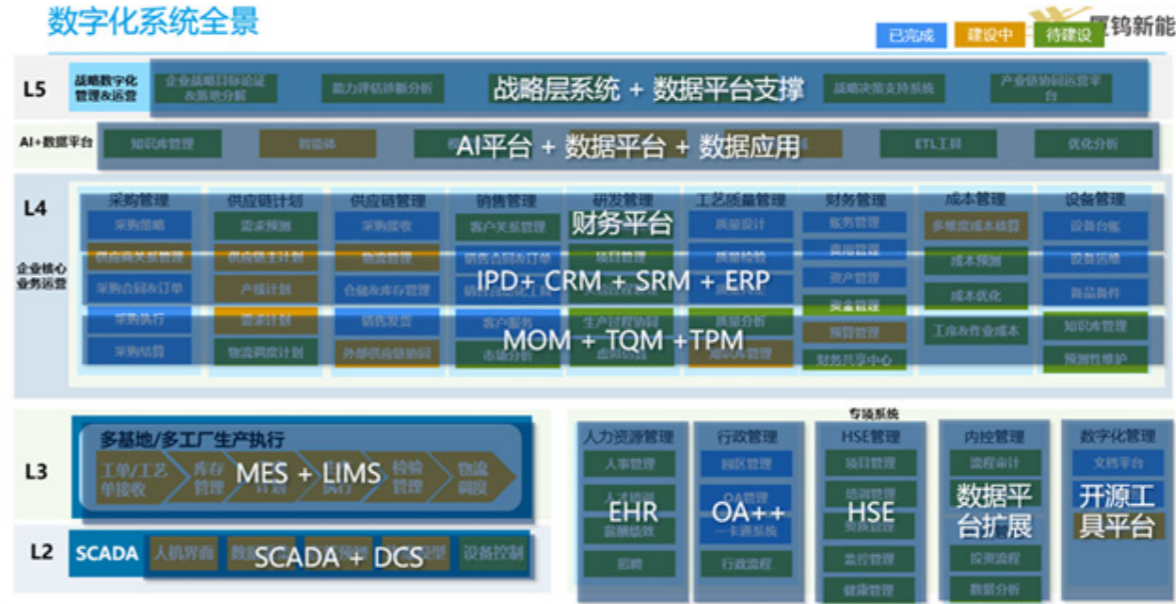 数字化系统全景
已完成
建设中
待建设
厦钨新能
L5
战略数字化
管理&运营
企业战略目标论证
&落地分解
能力评估诊断分析
战略层系统 + 数据平台支撑
战略决策支持系统
产业链协同运营平
台
AI+数据平台
知识库管理
智能体
AI平台 + 数据平台 + 数据应用
ETL工具
优化分析
L4
企业核心
业务运营
采购管理
供应链计划
供应链管理
销售管理
研发管理
工艺质量管理
财务管理
成本管理
设备管理
采购策略
需求预测
采购接收
客户关系管理
财务平台
质量设计
账务管理
多维度成本核算
设备台账
供应商关系管理
供应链主计划
物流管理
销售合同&订单
项目管理
质量检验
费用管理
成本预测
设备运维
IPD+ CRM + SRM + ERP
采购合同&订单
产线计划
仓储&库存管理
资产管理
成本优化
备品备件
资金管理
采购执行
需求计划
销售发货
客户服务
生产过程协同
质量分析
预算管理
工序&作业成本
知识库管理
MOM + TQM +TPM
采购结算
物流调度计划
外部供应链协同
市场分析
知识库管理
财务共享中心
预测性维护
L3
多基地/多工厂生产执行
工单/工艺
单接收
库存
管理
MES + LIMS
检验
管理
物流
调度
L2
SCADA
人机界面
SCADA + DCS
设备控制
专项系统
人力资源管理
行政管理
HSE管理
内控管理
数字化管理
人事管理
园区管理
项目管理
流程审计
文档平台
EHR
OA++
HSE
数据平
台扩展
开源工
具平台
薪酬绩效
一卡通系统
招聘
行政流程
监控管理
投资流程
健康管理
数据分析